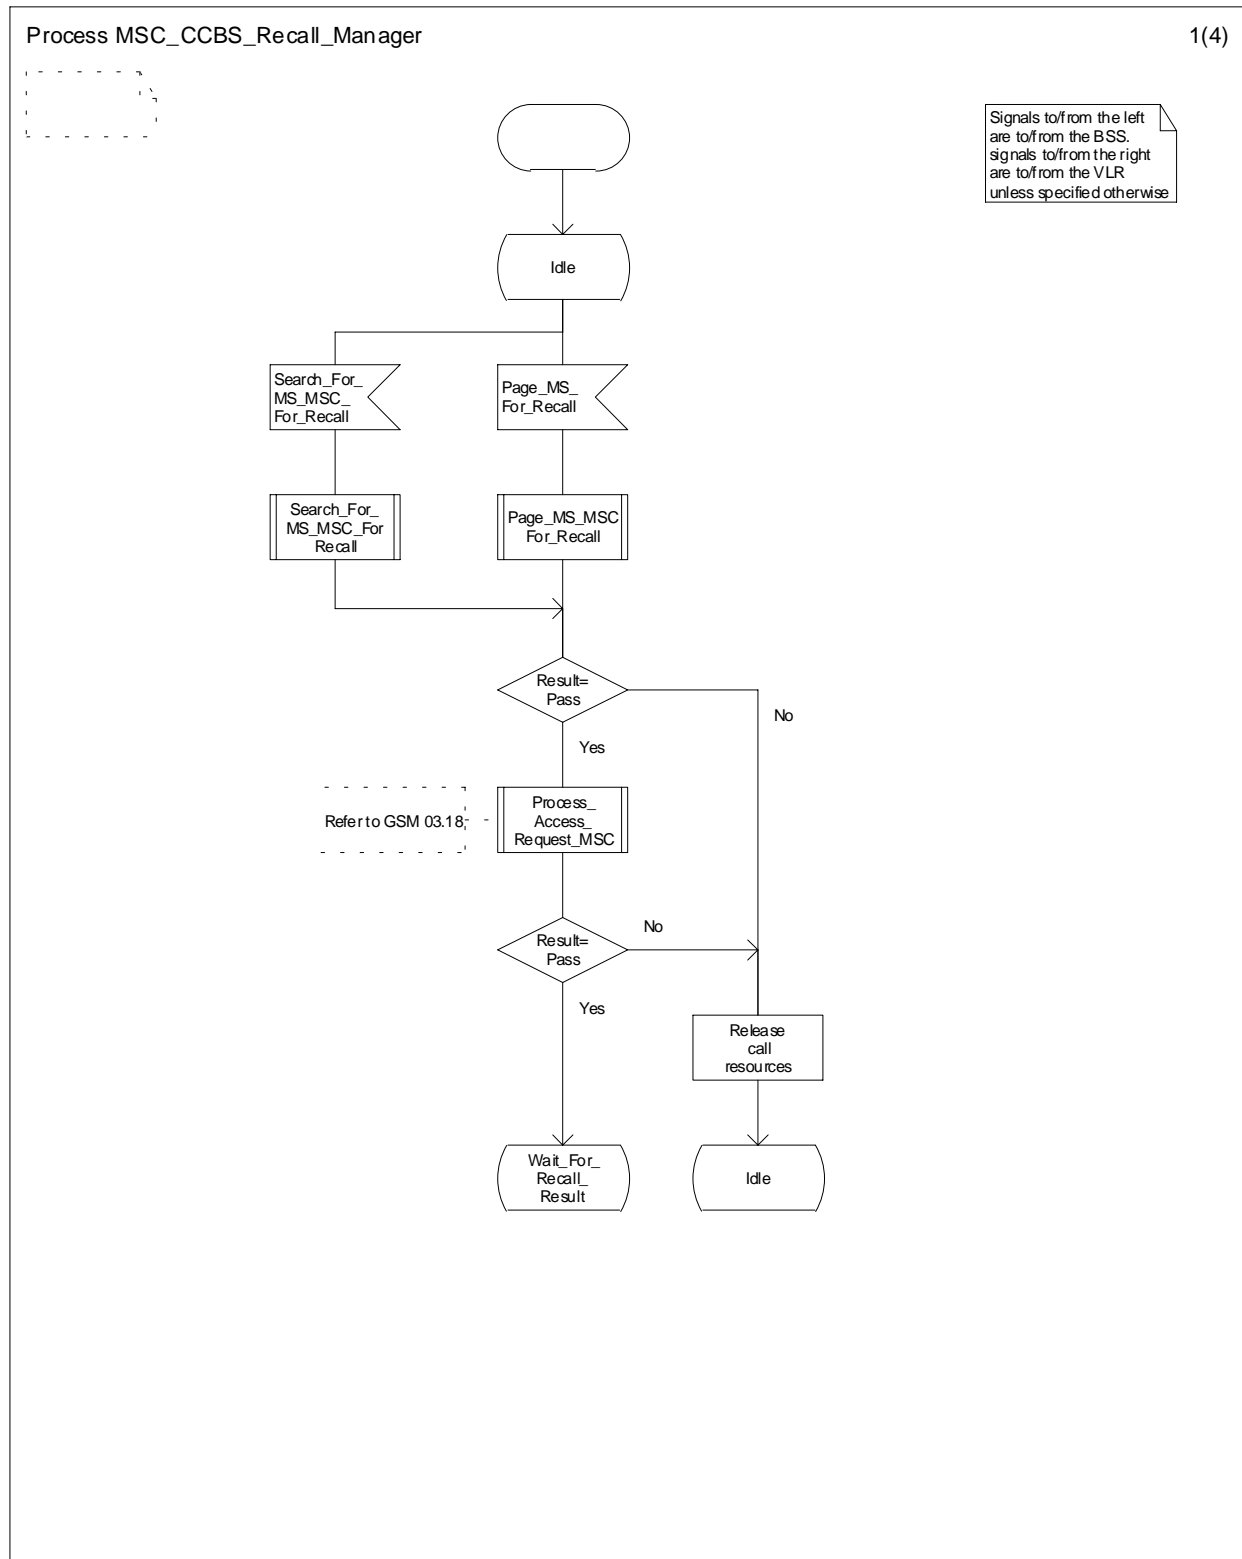 Process MSC_CCBS_Recall_Manager
1(4)
Signals to/from the left
are to/from the BSS.
signals to/from the right
are to/from the VLR
unless specified otherwise
Idle
Search_For_
MS_MSC_
For_Recall
Page_MS_
For_Recall
Search_For_
MS_MSC_For
Recall
Page_MS_MSC
For_Recall
Result=
Pass
No
Yes
Refer to GSM 03.18
Process_
Access_
Request_MSC
Result=
Pass
No
Yes
Release
call
resources
Wait_For_
Recall_
Result
Idle